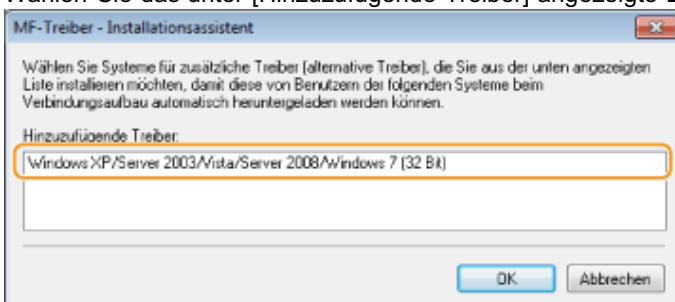 MF-Treiber - Installationsassistent
Wählen Sie Systeme für zusätzliche Treiber (alternative Treiber), die Sie aus der unten angezeigten
Liste installieren möchten, damit diese von Benutzern der folgenden Systeme beim
Verbindungsaufbau automatisch heruntergeladen werden können.
Hinzuzufügende Treiber:
Windows XP/Server 2003/Vista/Server 2008/Windows 7 (32 Bit)
OK Abbrechen